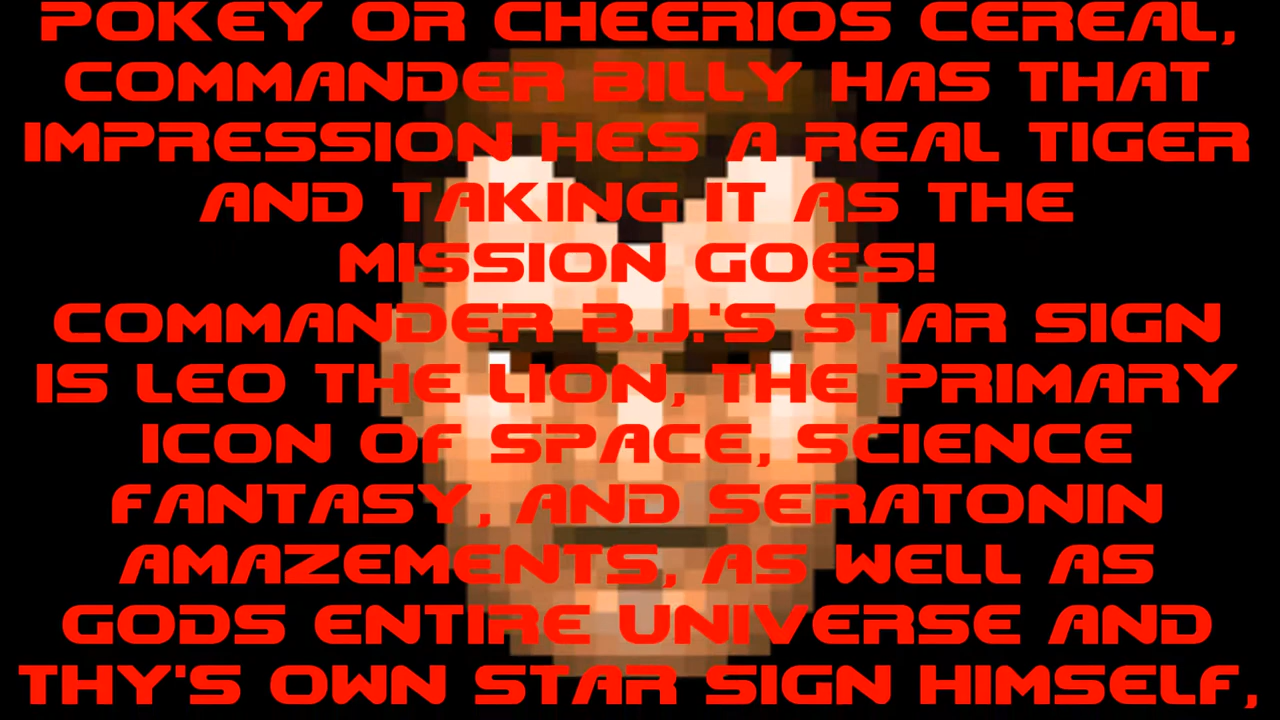 POKEY OR CHEERIOS CEREAL,
COMMANDER BILLY HAS THAT
IMPRESSION HES A REAL TIGER
AND TAKING IT AS THE
MISSION GOES!
COMMANDER B.J.'S STAR SIGN
IS LEO THE LION, THE PRIMARY
ICON OF SPACE, SCIENCE
FANTASY, AND SERATONIN
AMAZEMENTS, AS WELL AS
GODS ENTIRE UNIVERSE AND
THY'S OWN STAR SIGN HIMSELF,